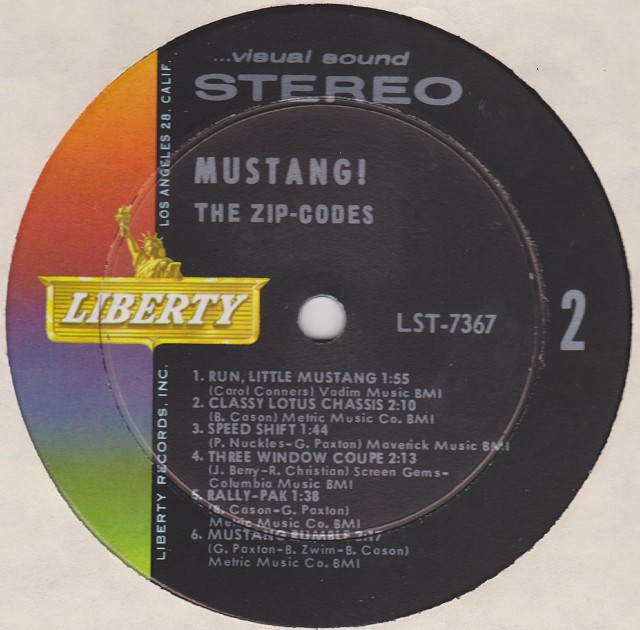 ...visual sound
STEREO
MUSTANG!
THE ZIP-CODES
LIBERTY
LST-7367
2
1. RUN, LITTLE MUSTANG 1:55
(Carol Conners) Vadim Music BMI
2. CLASSY LOTUS CHASSIS 2:10
(B. Cason) Metric Music Co. BMI
3. SPEED SHIFT 1:44
(P. Nuckles-G. Paxton) Maverick Music BMI
4. THREE WINDOW COUPE 2:13
(J. Berry-R. Christian) Screen Gems-
Columbia Music BMI
5. RALLY-PAK 1:38
(B. Cason-G. Paxton)
Metric Music Co. BMI
6. MUSTANG RUMBLE 2:17
(G. Paxton-B. Zwirn-B. Cason)
Metric Music Co. BMI
LIBERTY RECORDS, INC.
LOS ANGELES 28, CALIF.